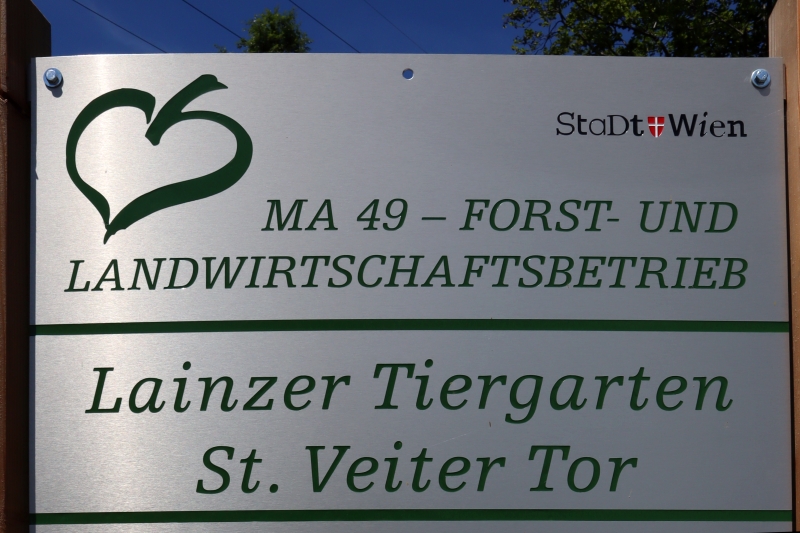 StaDt Wien
MA 49 – FORST- UND
LANDWIRTSCHAFTSBETRIEB
Lainzer Tiergarten
St. Veiter Tor